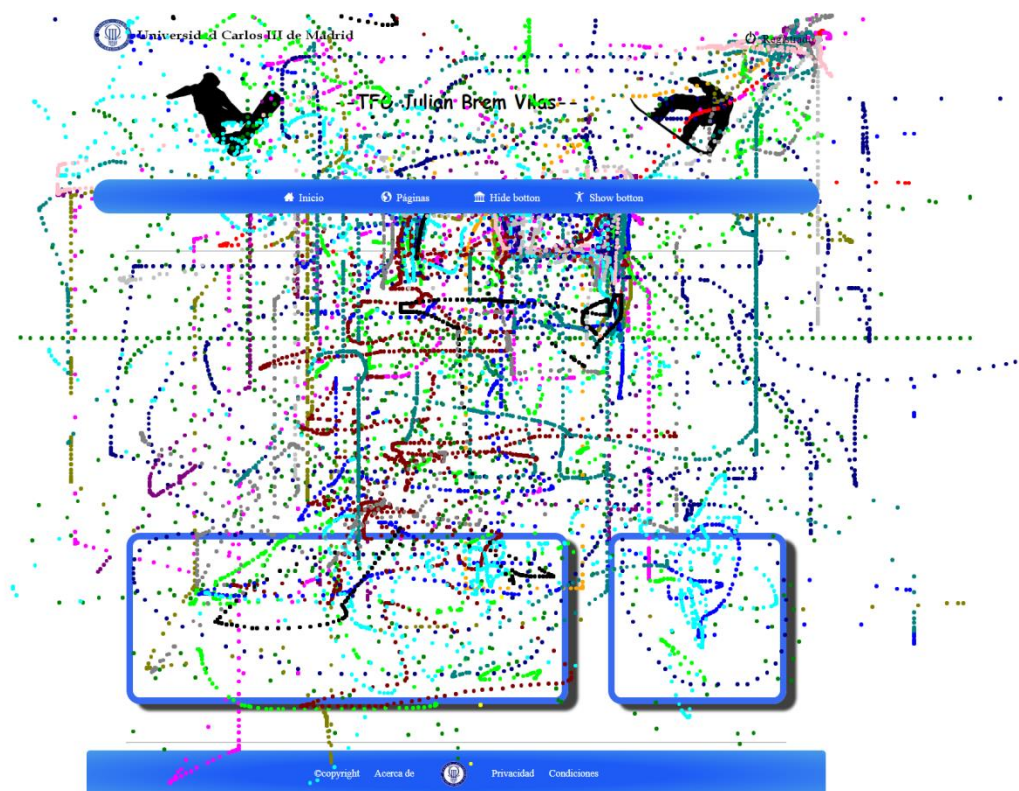 Universidad Carlos III de Madrid
Registrado
--TFG Julian Brem Vilas--
Inicio Páginas Hide botton Show botton
©copyright Acerca de Privacidad Condiciones